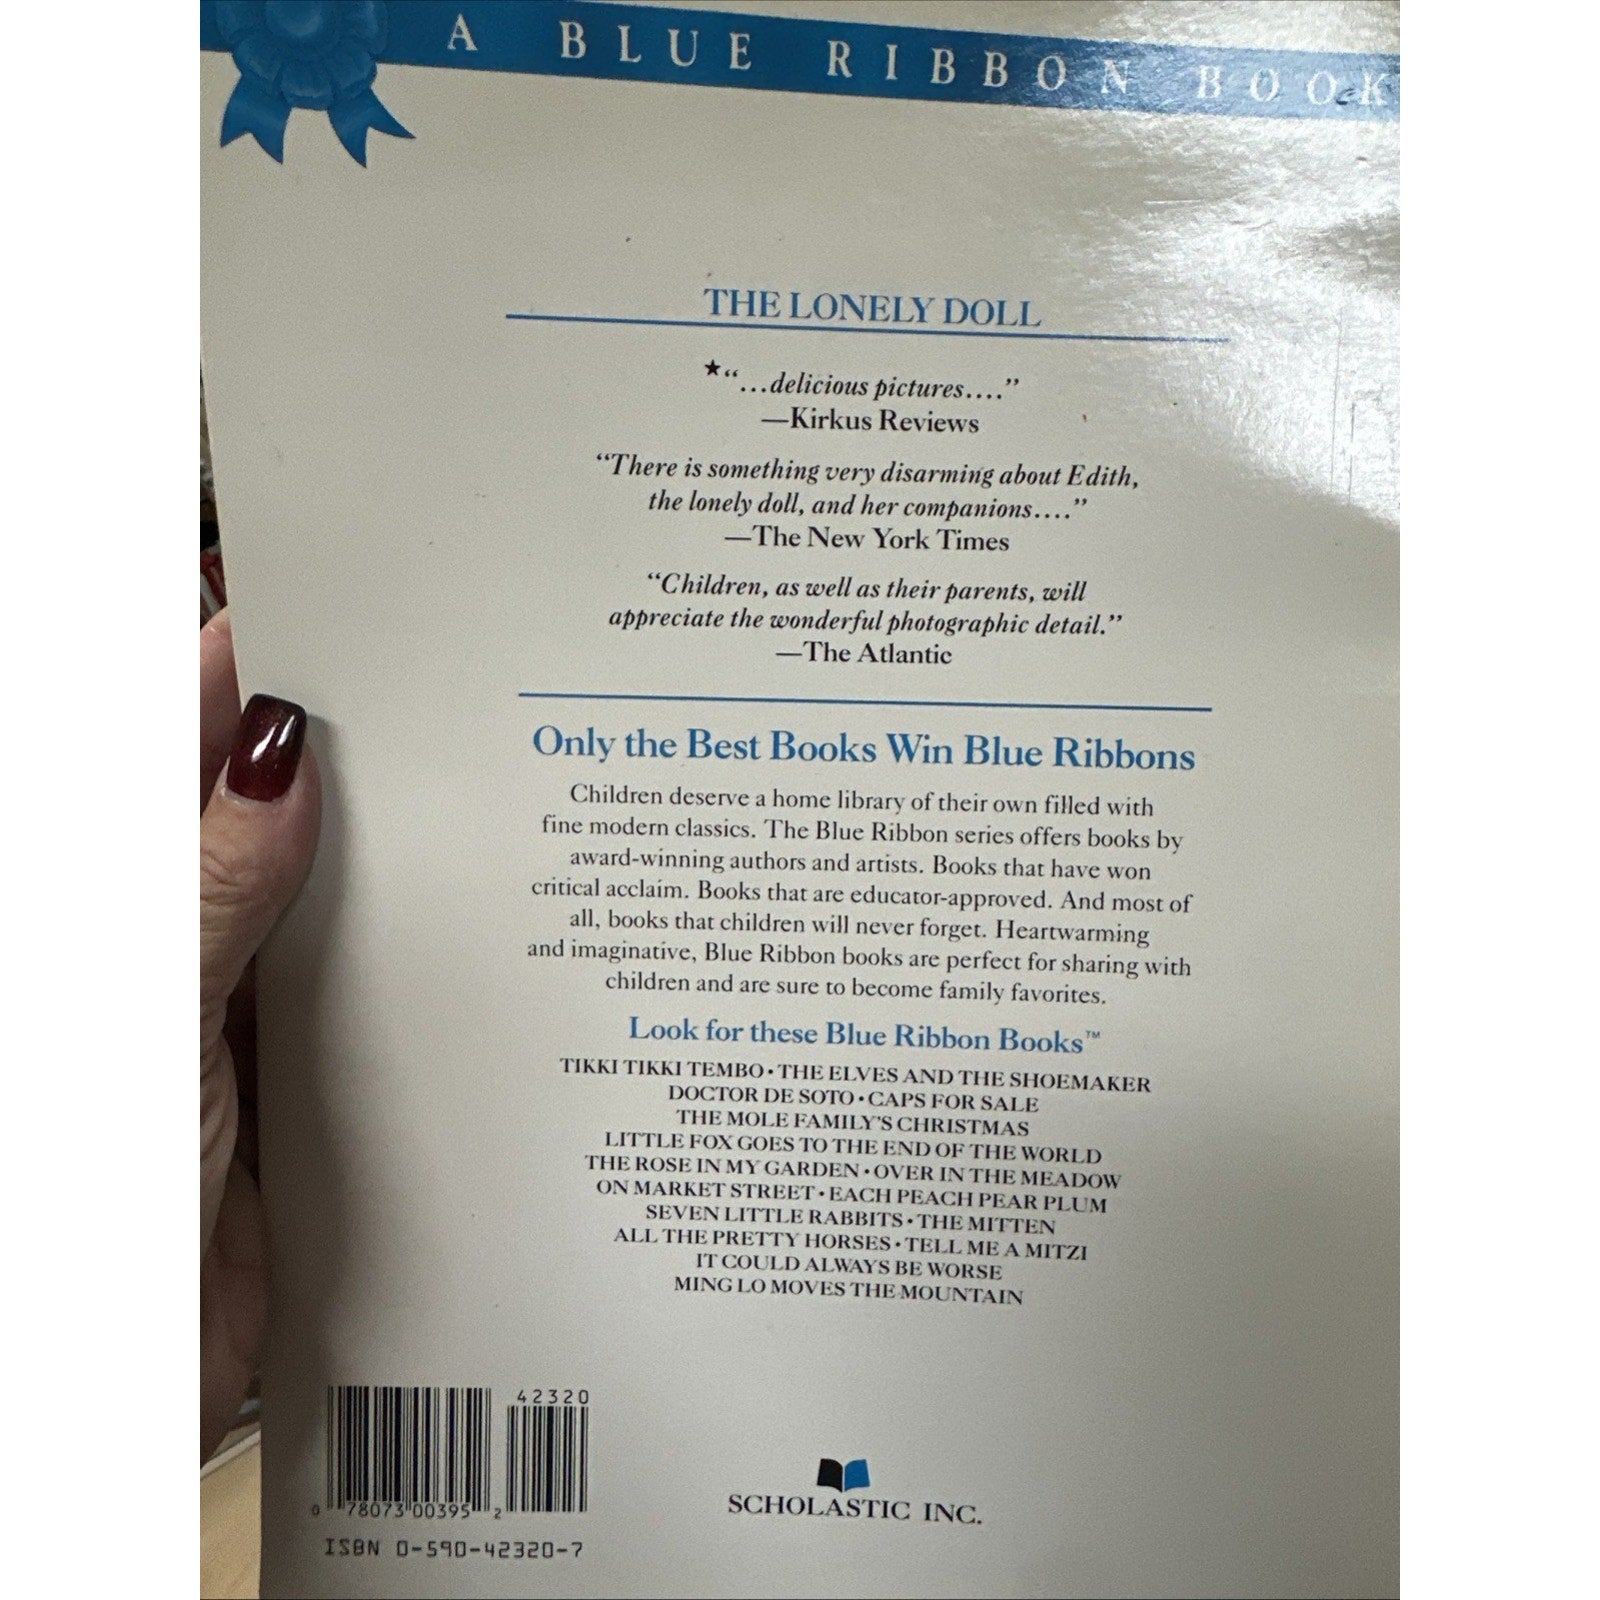 A BLUE RIBBON BOOK
THE LONELY DOLL
★“...delicious pictures....”
—Kirkus Reviews
“There is something very disarming about Edith,
the lonely doll, and her companions....”
—The New York Times
“Children, as well as their parents, will
appreciate the wonderful photographic detail.”
—The Atlantic
Only the Best Books Win Blue Ribbons
Children deserve a home library of their own filled with
fine modern classics. The Blue Ribbon series offers books by
award-winning authors and artists. Books that have won
critical acclaim. Books that are educator-approved. And most of
all, books that children will never forget. Heartwarming
and imaginative, Blue Ribbon books are perfect for sharing with
children and are sure to become family favorites.
Look for these Blue Ribbon Books™
TIKKI TIKKI TEMBO • THE ELVES AND THE SHOEMAKER
DOCTOR DE SOTO • CAPS FOR SALE
THE MOLE FAMILY'S CHRISTMAS
LITTLE FOX GOES TO THE END OF THE WORLD
THE ROSE IN MY GARDEN • OVER IN THE MEADOW
ON MARKET STREET • EACH PEACH PEAR PLUM
SEVEN LITTLE RABBITS • THE MITTEN
ALL THE PRETTY HORSES • TELL ME A MITZI
IT COULD ALWAYS BE WORSE
MING LO MOVES THE MOUNTAIN
42320
0 78073 00395 2
ISBN 0-590-42320-7
SCHOLASTIC INC.